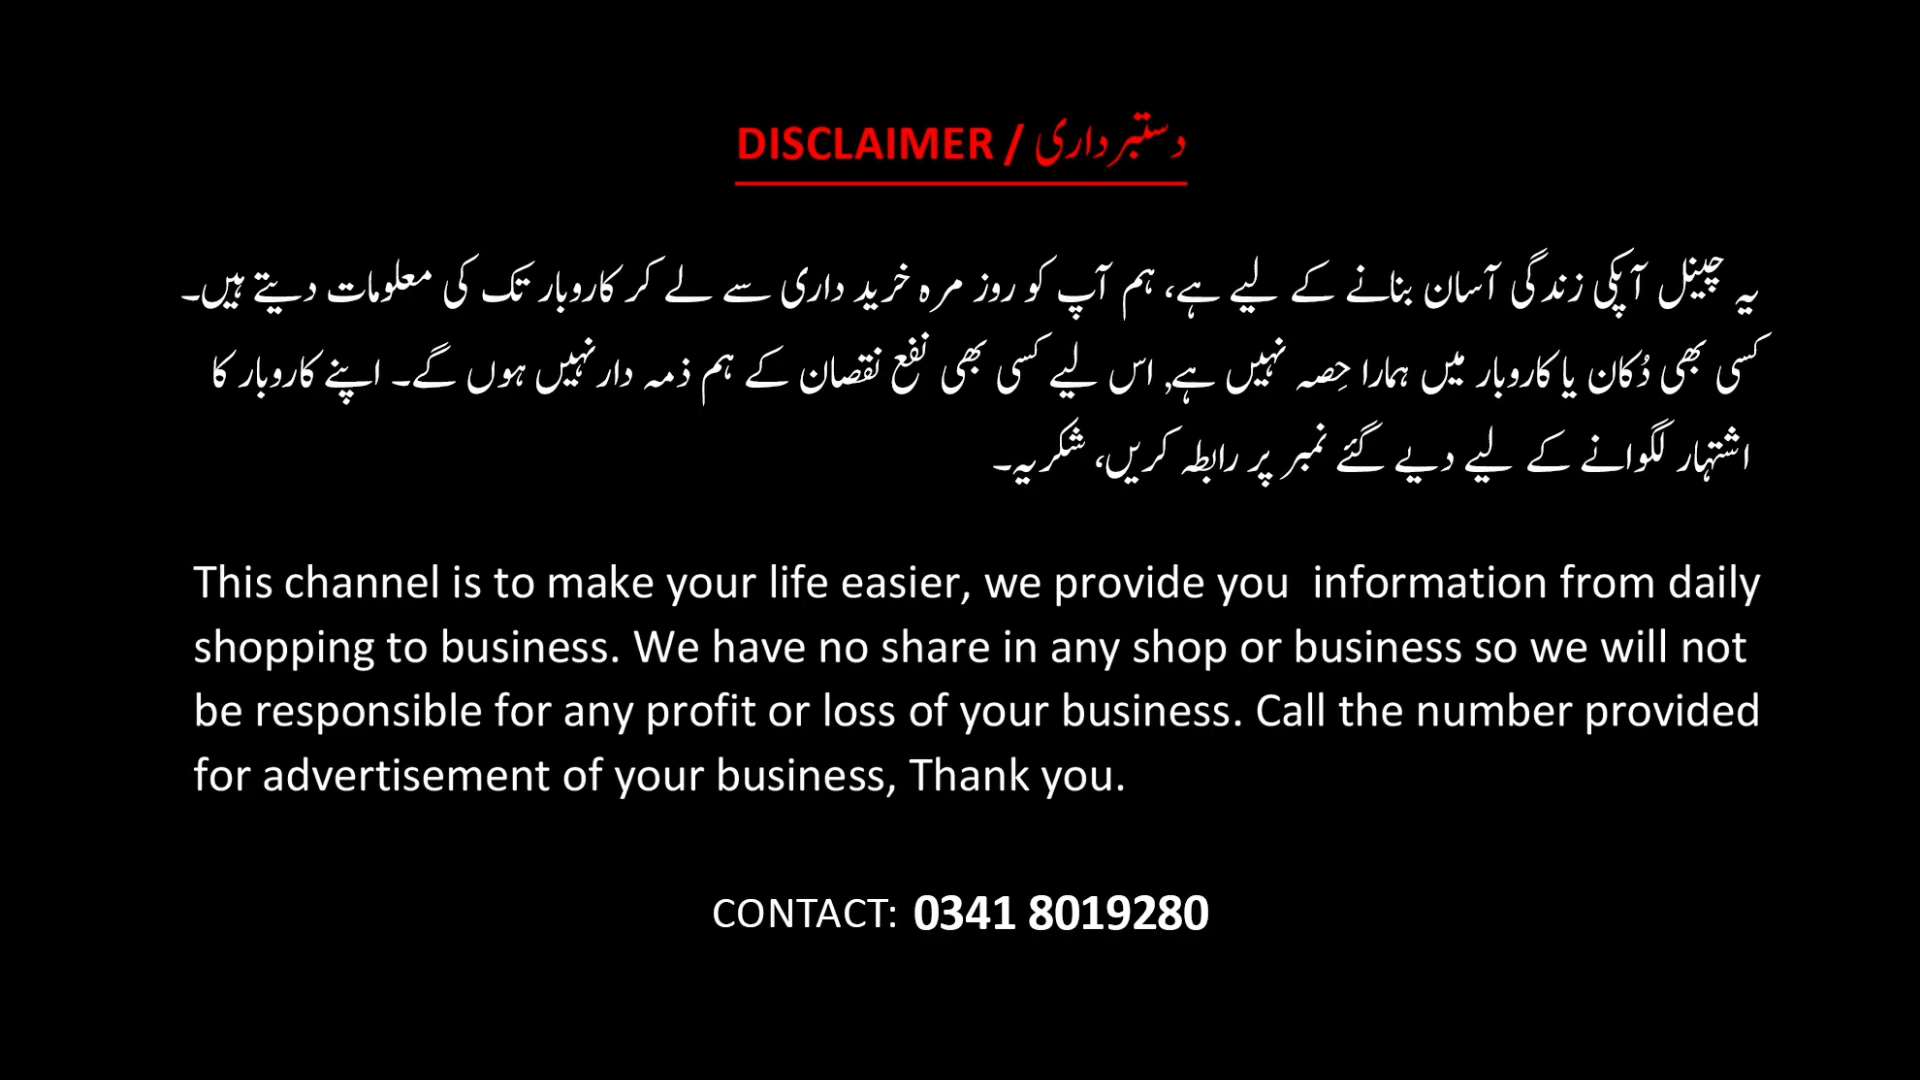 DISCLAIMER / دستبرداری
یہ چینل آپکی زندگی آسان بنانے کے لیے ہے، ہم آپ کو روز مرہ خرید داری سے لے کر کاروبار تک کی معلومات دیتے ہیں۔
کسی بھی دُکان یا کاروبار میں ہمارا حِصہ نہیں ہے, اس لیے کسی بھی نفع نقصان کے ہم ذمہ دار نہیں ہوں گے۔ اپنے کاروبار کا
اشتہار لگوانے کے لیے دیے گئے نمبر پر رابطہ کریں، شکریہ۔
This channel is to make your life easier, we provide you  information from daily
shopping to business. We have no share in any shop or business so we will not
be responsible for any profit or loss of your business. Call the number provided
for advertisement of your business, Thank you.
CONTACT: 0341 8019280